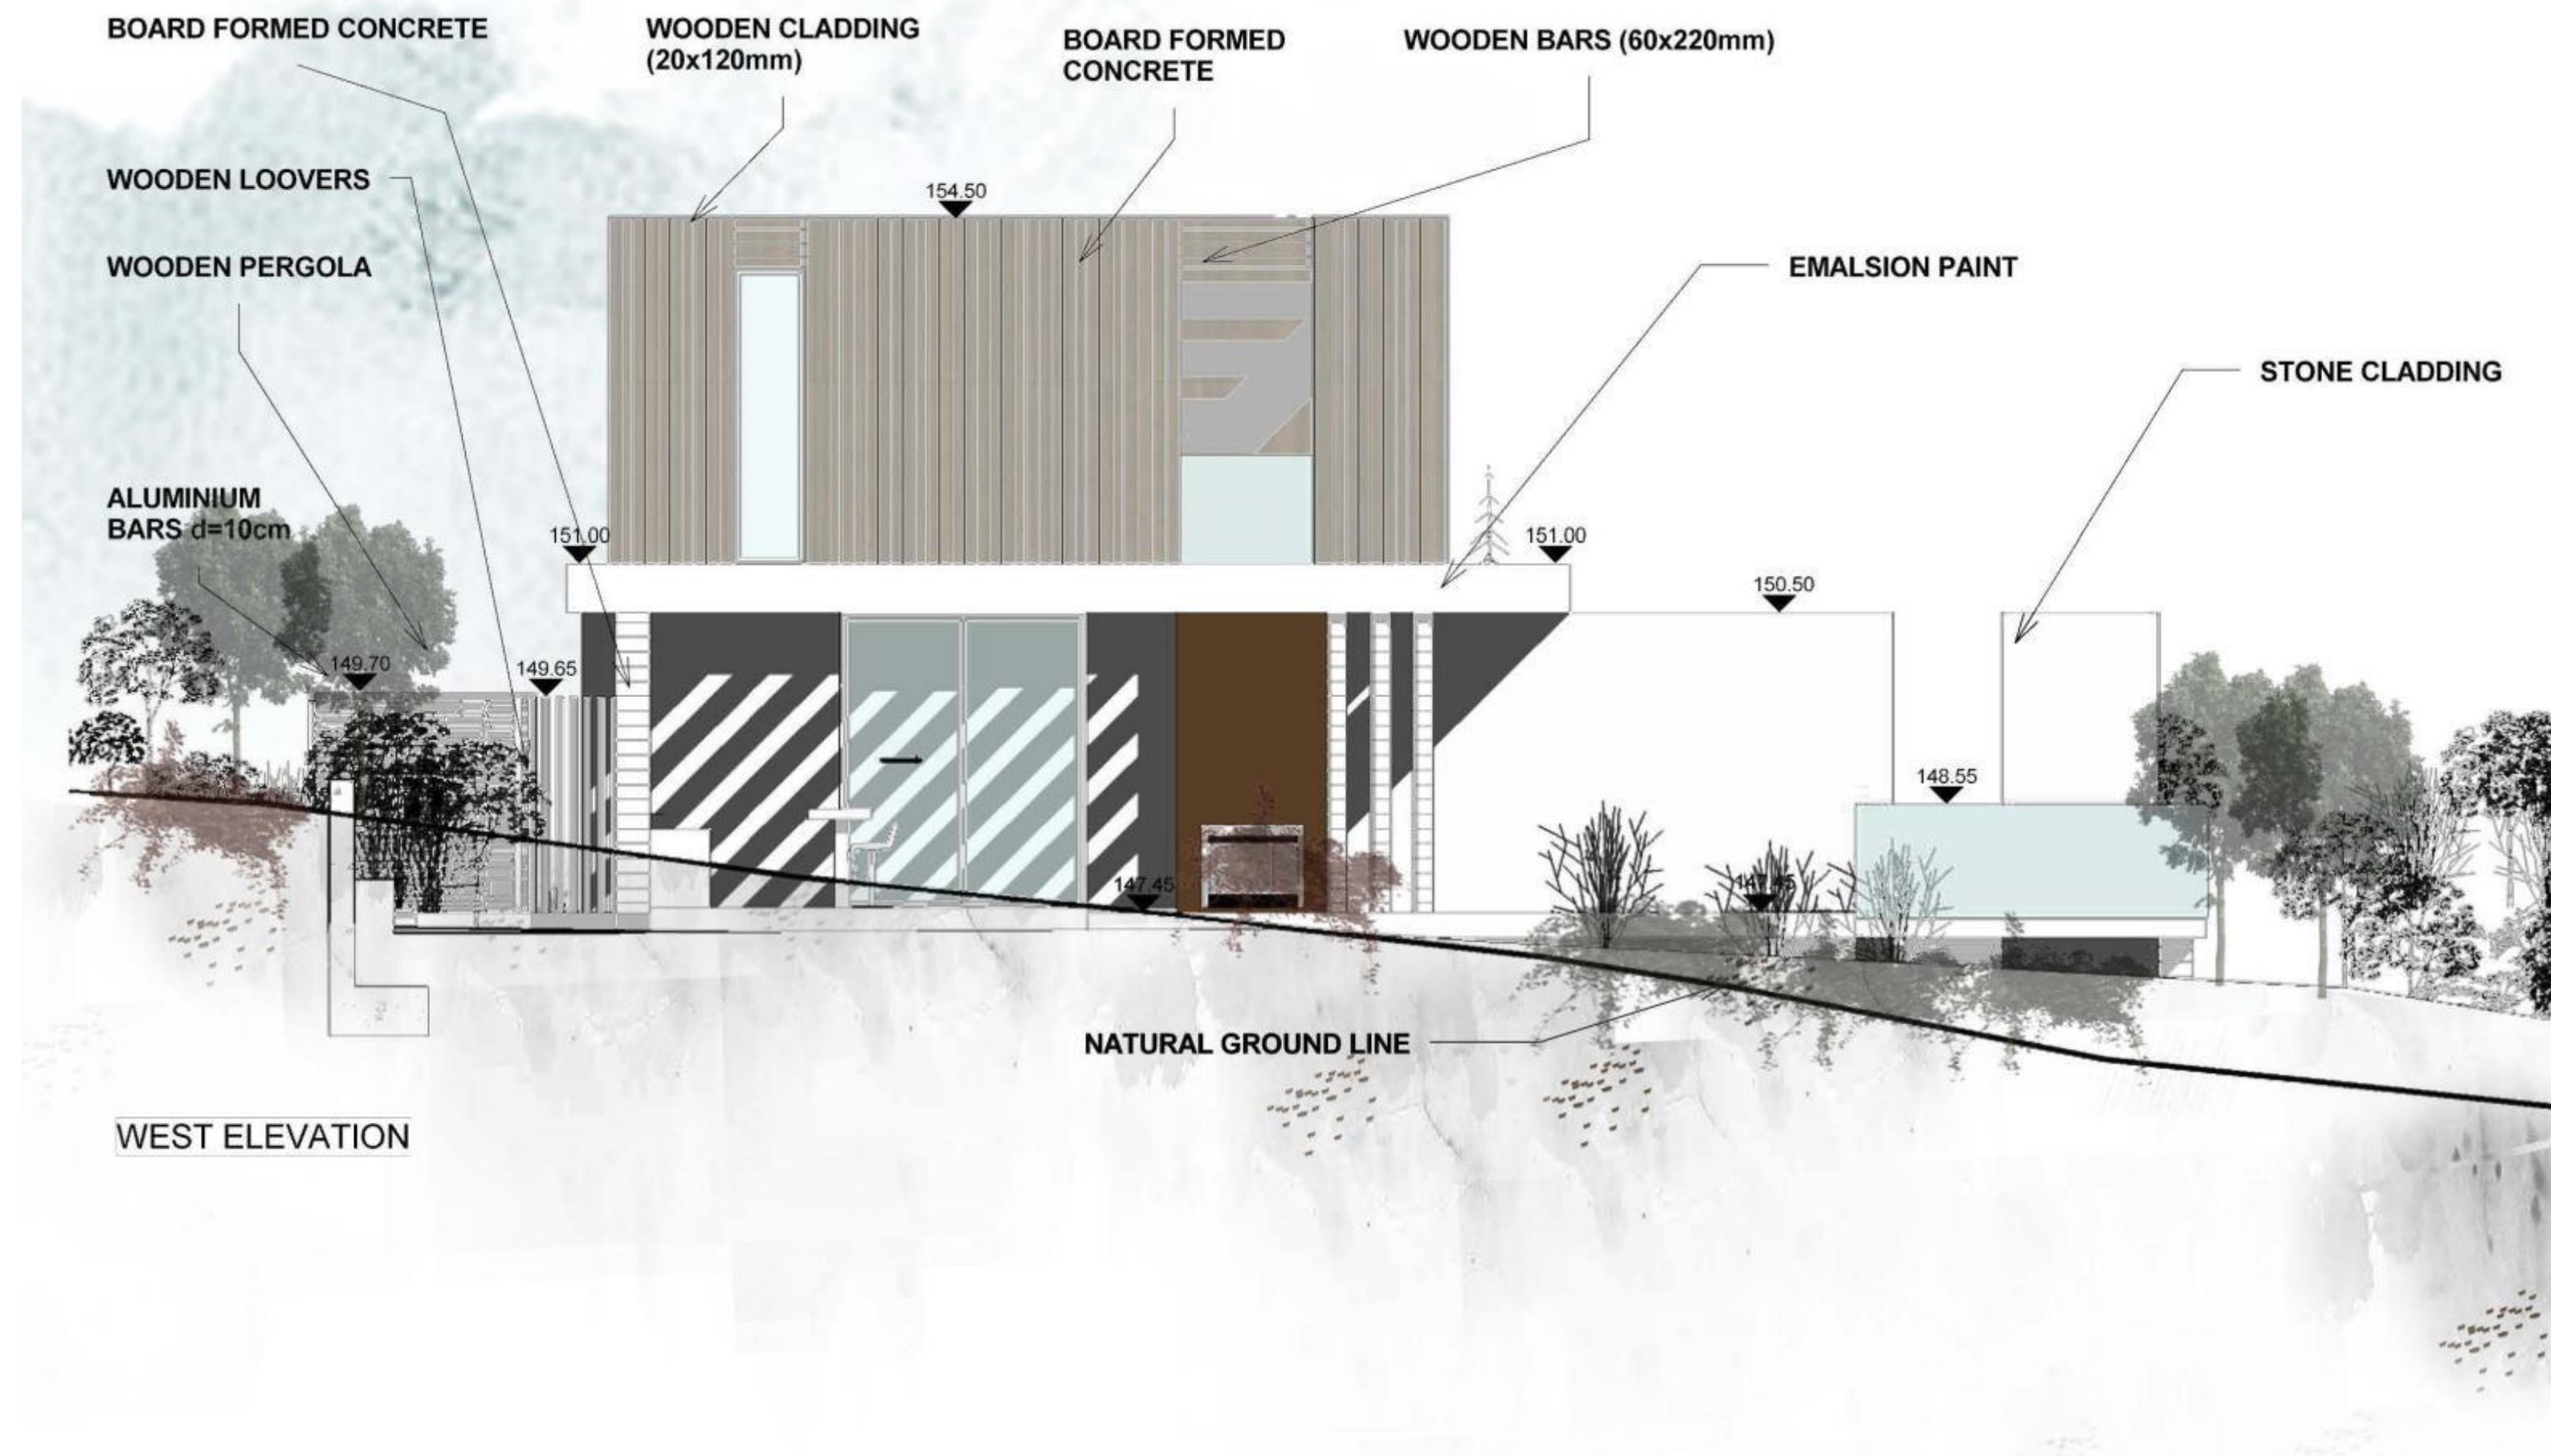 BOARD FORMED CONCRETE
WOODEN CLADDING
(20x120mm)
BOARD FORMED
CONCRETE
WOODEN BARS (60x220mm)
WOODEN LOOVERS
154.50
WOODEN PERGOLA
EMALSION PAINT
STONE CLADDING
ALUMINIUM
BARS d=10cm
151.00
151.00
150.50
149.70
149.65
148.55
147.45
147.45
NATURAL GROUND LINE
WEST ELEVATION